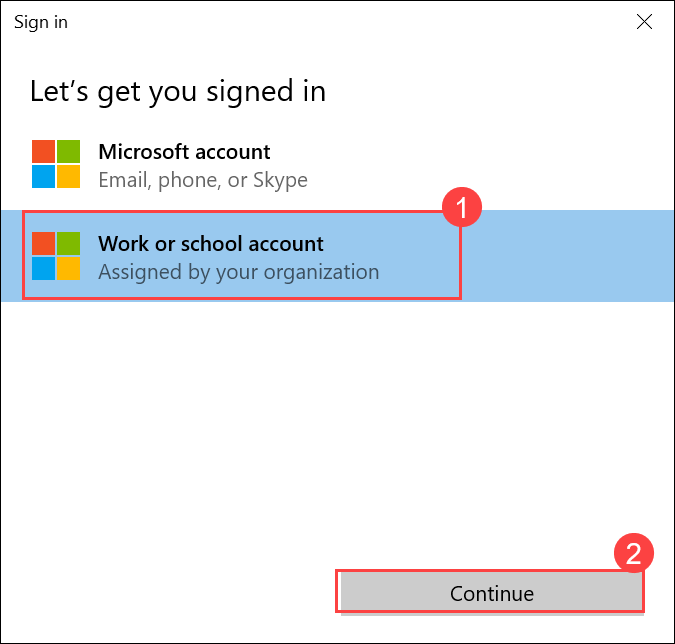 Sign in
Let’s get you signed in
Microsoft account
Email, phone, or Skype
1
Work or school account
Assigned by your organization
2
Continue